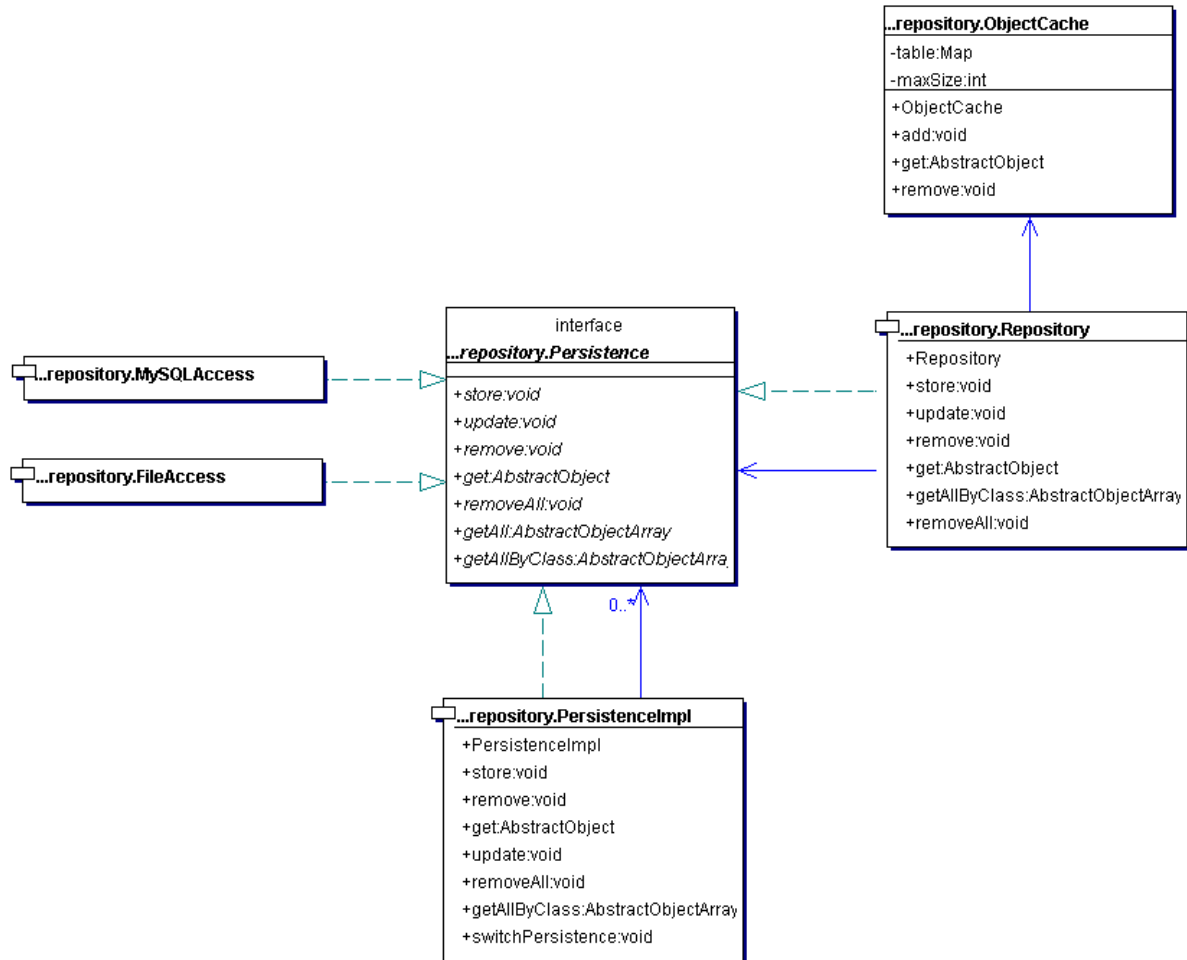 ...repository.ObjectCache
-table:Map
-maxSize:int
+ObjectCache
+add:void
+get:AbstractObject
+remove:void
interface
...repository.Persistence
+store:void
+update:void
+remove:void
+get:AbstractObject
+removeAll:void
+getAll:AbstractObjectArray
+getAllByClass:AbstractObjectArray
...repository.Repository
+Repository
+store:void
+update:void
+remove:void
+get:AbstractObject
+getAllByClass:AbstractObjectArray
+removeAll:void
...repository.MySQLAccess
...repository.FileAccess
0..*
...repository.PersistenceImpl
+PersistenceImpl
+store:void
+remove:void
+get:AbstractObject
+update:void
+removeAll:void
+getAllByClass:AbstractObjectArray
+switchPersistence:void